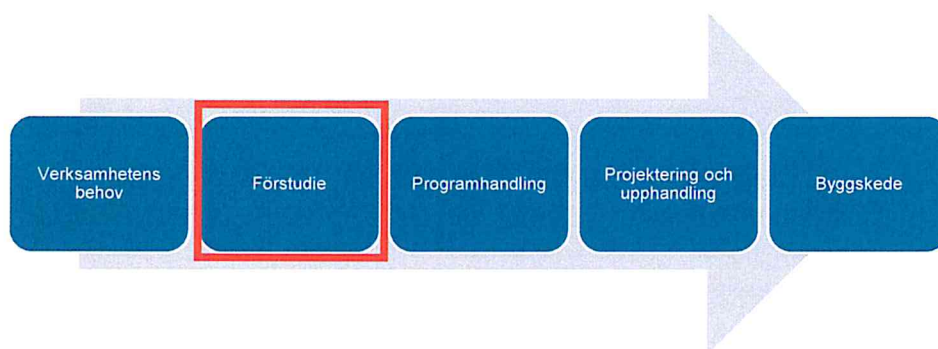 Verksamhetens
behov
Förstudie
Programhandling
Projektering och
upphandling
Byggskede